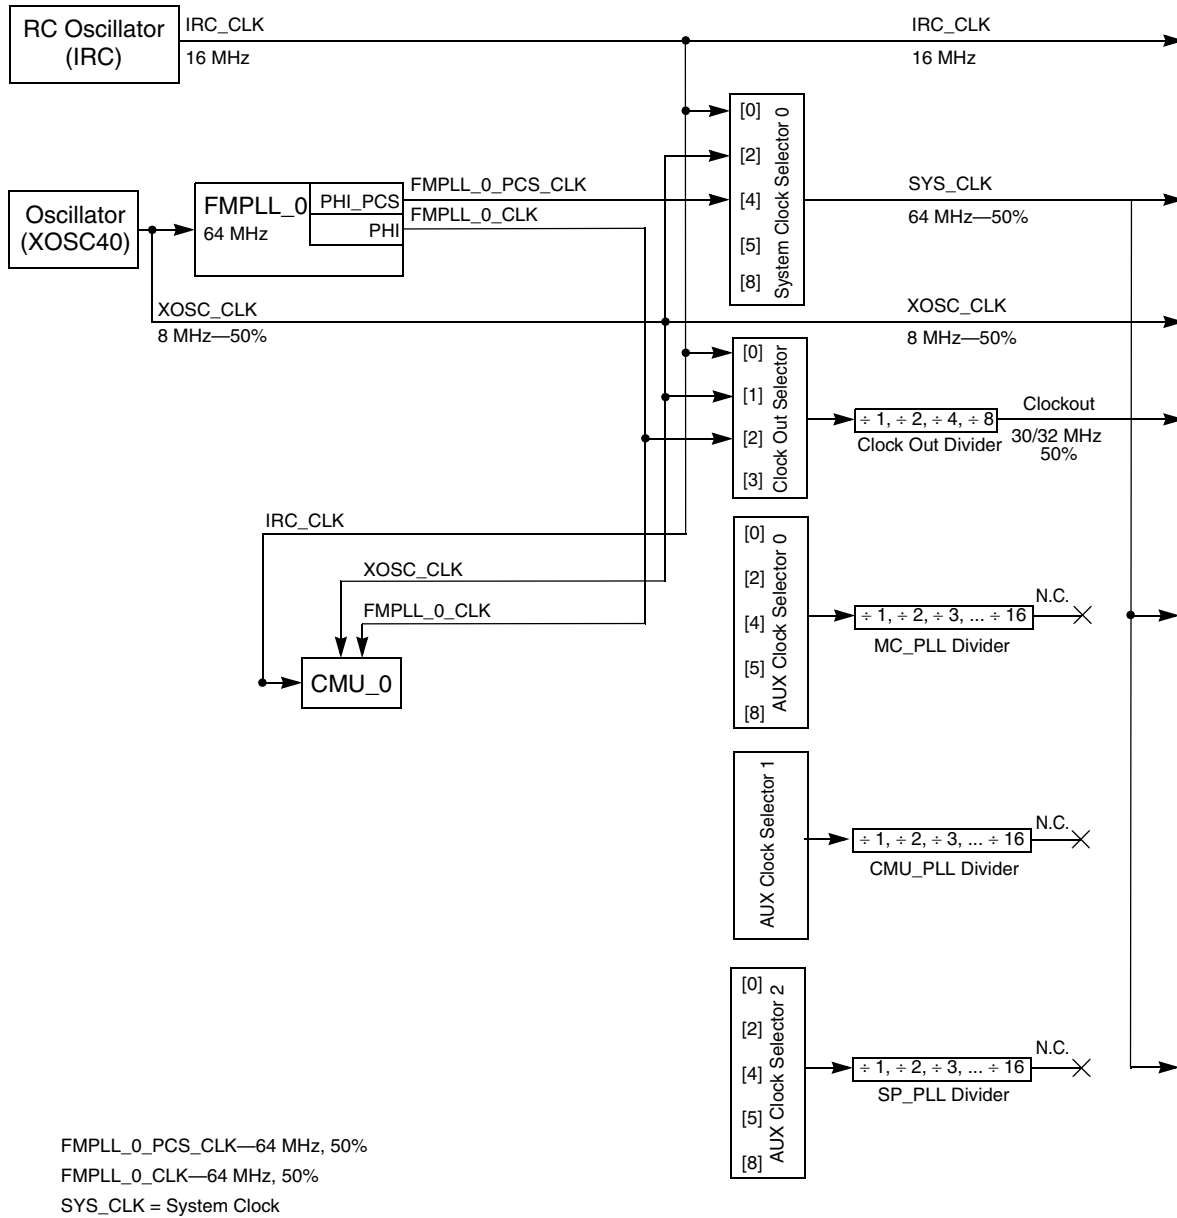 RC Oscillator
(IRC)
IRC_CLK
16 MHz
IRC_CLK
16 MHz
[0]
[2]
[4]
[5]
[8]
System Clock Selector 0
Oscillator
(XOSC40)
FMPLL_0
64 MHz
PHI_PCS
PHI
FMPLL_0_PCS_CLK
FMPLL_0_CLK
SYS_CLK
64 MHz—50%
XOSC_CLK
8 MHz—50%
XOSC_CLK
8 MHz—50%
[0]
[1]
[2]
[3]
Clock Out Selector
÷ 1, ÷ 2, ÷ 4, ÷ 8
Clock Out Divider
Clockout
30/32 MHz
50%
IRC_CLK
XOSC_CLK
FMPLL_0_CLK
CMU_0
[0]
[2]
[4]
[5]
[8]
AUX Clock Selector 0
÷ 1, ÷ 2, ÷ 3, ... ÷ 16
MC_PLL Divider
N.C.
AUX Clock Selector 1
÷ 1, ÷ 2, ÷ 3, ... ÷ 16
CMU_PLL Divider
N.C.
[0]
[2]
[4]
[5]
[8]
AUX Clock Selector 2
÷ 1, ÷ 2, ÷ 3, ... ÷ 16
SP_PLL Divider
N.C.
FMPLL_0_PCS_CLK—64 MHz, 50%
FMPLL_0_CLK—64 MHz, 50%
SYS_CLK = System Clock